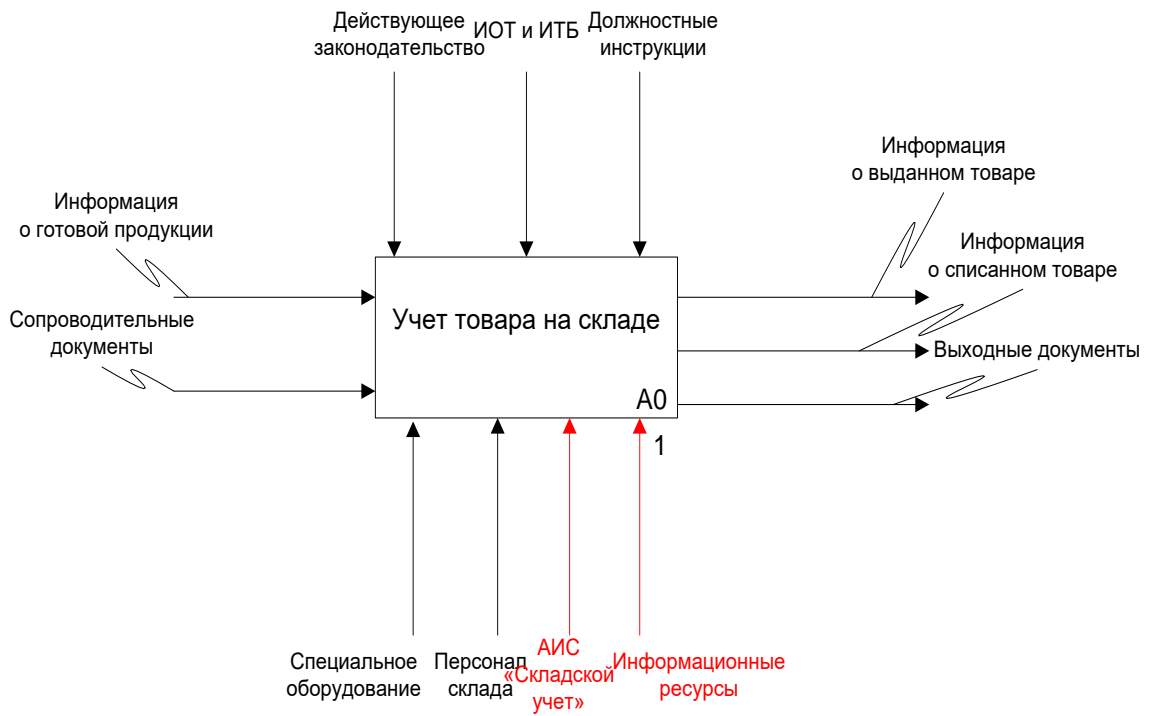 Действующее
законодательство
ИОТ и ИТБ
Должностные
инструкции
Информация
о выданном товаре
Информация
о готовой продукции
Информация
о списанном товаре
Сопроводительные
документы
Учет товара на складе
Выходные документы
А0
1
Специальное
оборудование
Персонал
склада
АИС
«Складской
учет»
Информационные
ресурсы